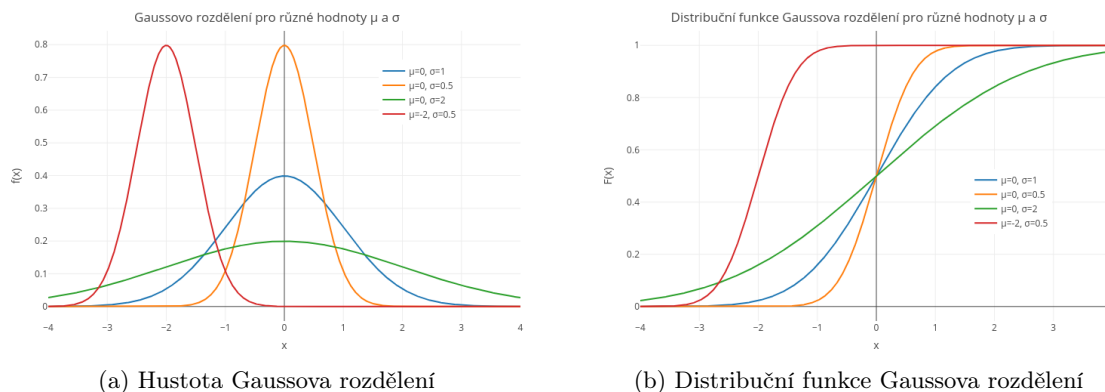 Gaussovo rozdělení pro různé hodnoty μ a σ
0.8
0.7
0.6
0.5
0.4
0.3
0.2
0.1
0
f(x)
−4
−3
−2
−1
0
1
2
3
4
x
μ=0, σ=1
μ=0, σ=0.5
μ=0, σ=2
μ=-2, σ=0.5
(a) Hustota Gaussova rozdělení
Distribuční funkce Gaussova rozdělení pro různé hodnoty μ a σ
1
0.8
0.6
0.4
0.2
0
F(x)
−4
−3
−2
−1
0
1
2
3
x
μ=0, σ=1
μ=0, σ=0.5
μ=0, σ=2
μ=-2, σ=0.5
(b) Distribuční funkce Gaussova rozdělení